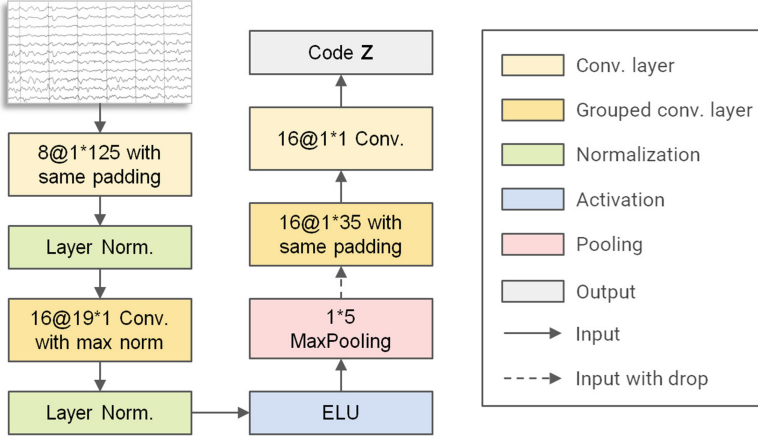 8@1*125 with
same padding
Layer Norm.
16@19*1 Conv.
with max norm
Layer Norm.
Code Z
16@1*1 Conv.
16@1*35 with
same padding
1*5
MaxPooling
ELU
Conv. layer
Grouped conv. layer
Normalization
Activation
Pooling
Output
Input
Input with drop